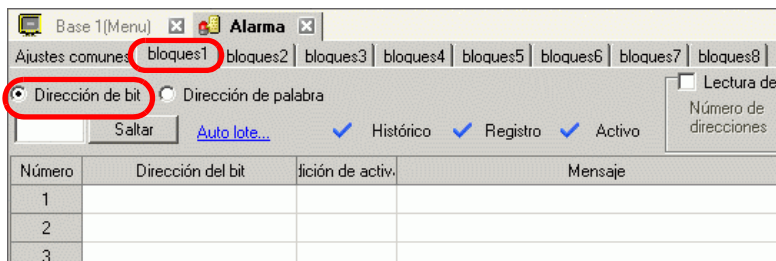 Base 1(Menu) Alarma
Ajustes comunes bloques1 bloques2 bloques3 bloques4 bloques5 bloques6 bloques7 bloques8
Dirección de bit Dirección de palabra Lectura de
Saltar Auto lote... Histórico Registro Activo Número de direcciones
Número Dirección del bit dición de activ. Mensaje
1
2
3